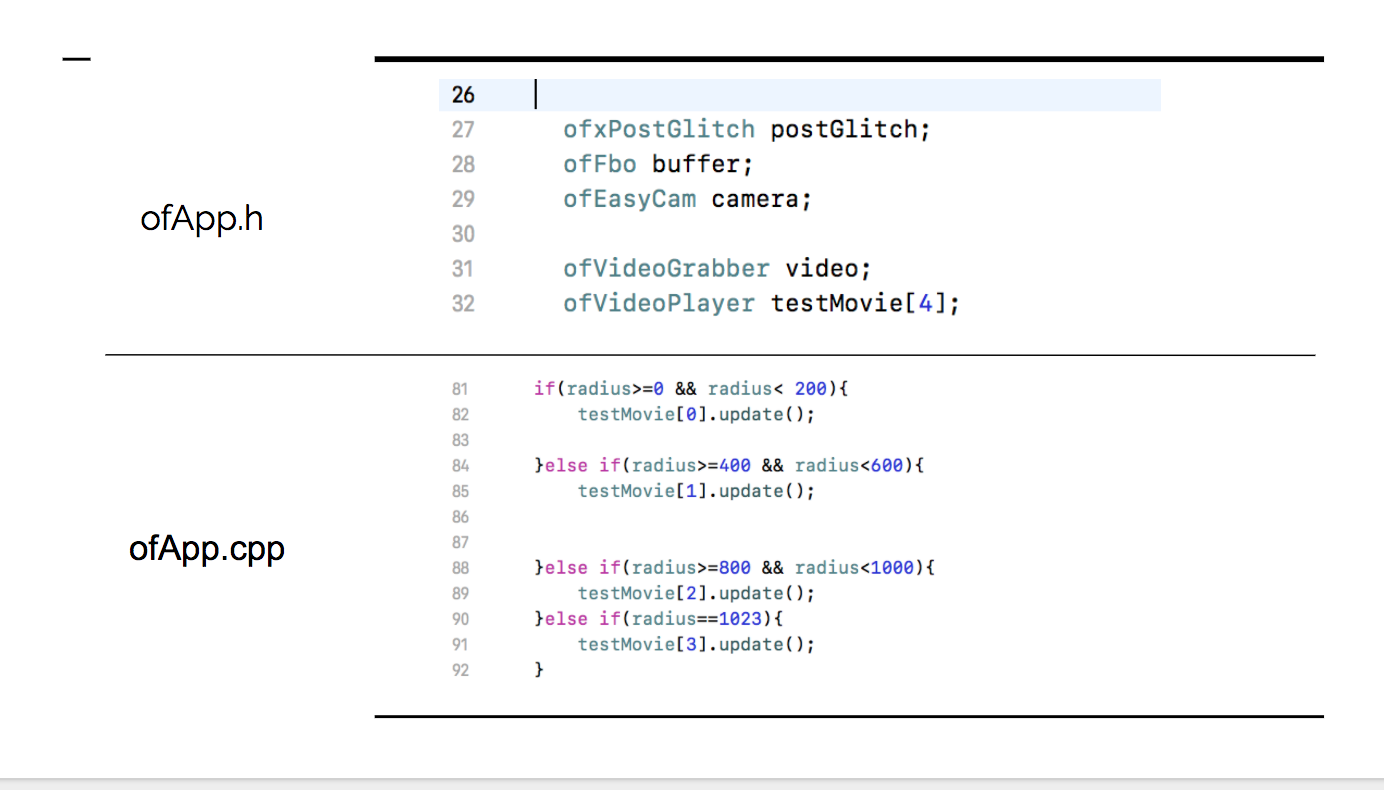 ofApp.h
26
27 ofxPostGlitch postGlitch;
28 ofFbo buffer;
29 ofEasyCam camera;
30
31 ofVideoGrabber video;
32 ofVideoPlayer testMovie[4];
ofApp.cpp
81 if(radius>=0 && radius< 200){
82 testMovie[0].update();
83
84 }else if(radius>=400 && radius<600){
85 testMovie[1].update();
86
87
88 }else if(radius>=800 && radius<1000){
89 testMovie[2].update();
90 }else if(radius==1023){
91 testMovie[3].update();
92 }